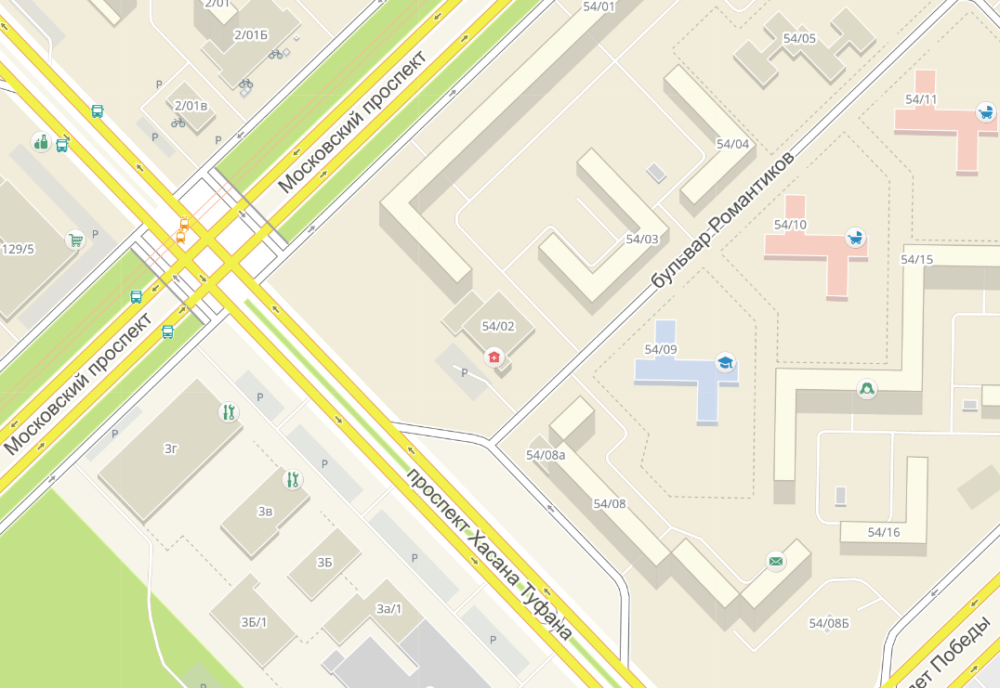 2/01
54/01
2/01Б
54/05
Московский проспект
P
2/01в
54/11
P
P
54/04
бульвар Романтиков
54/10
P
129/5
54/03
54/15
54/02
Московский проспект
54/09
P
P
P
3г
54/08а
P
проспект Хасана Туфана
54/08
3в
54/16
3Б
P
3а/1
3Б/1
54/08Б
P
лет Победы
P